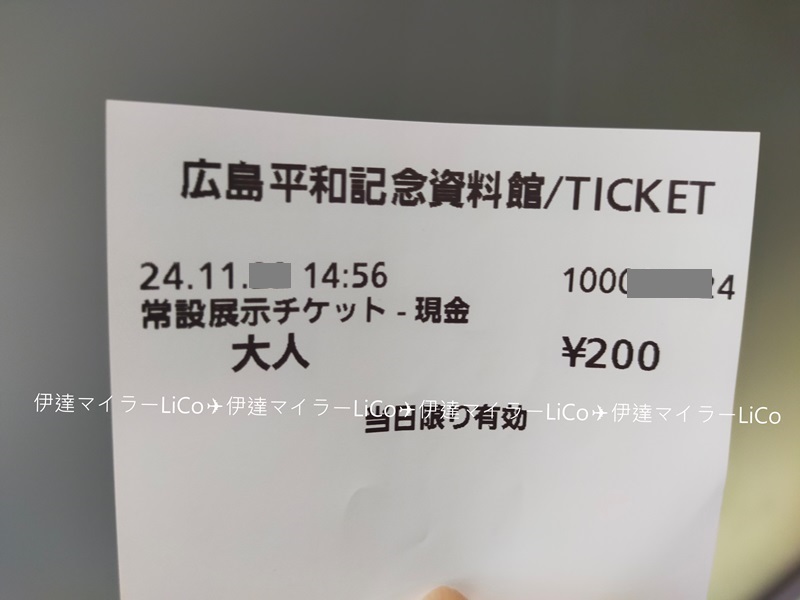 広島平和記念資料館/TICKET
24.11. 14:56 1000 24
常設展示チケット - 現金
大人 ¥200
伊達マイラーLiCo✈伊達マイラーLiCo✈伊達マイラーLiCo✈伊達マイラーLiCo
当日限り有効